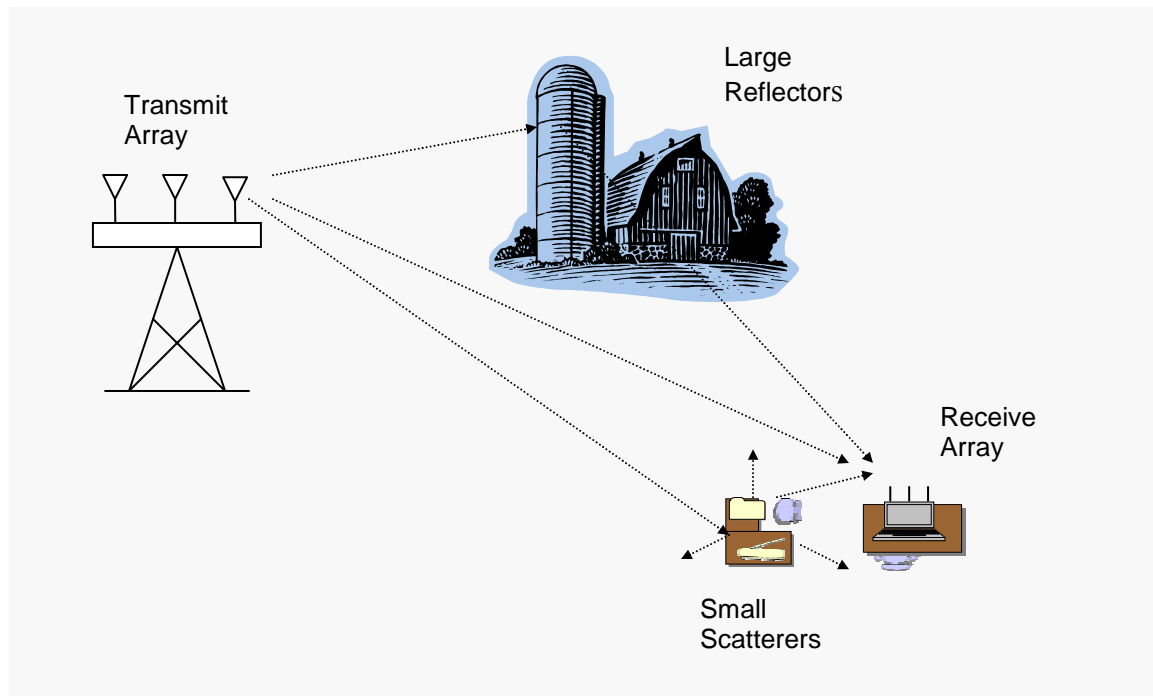 Transmit
Array
Large
Reflectors
Receive
Array
Small
Scatterers